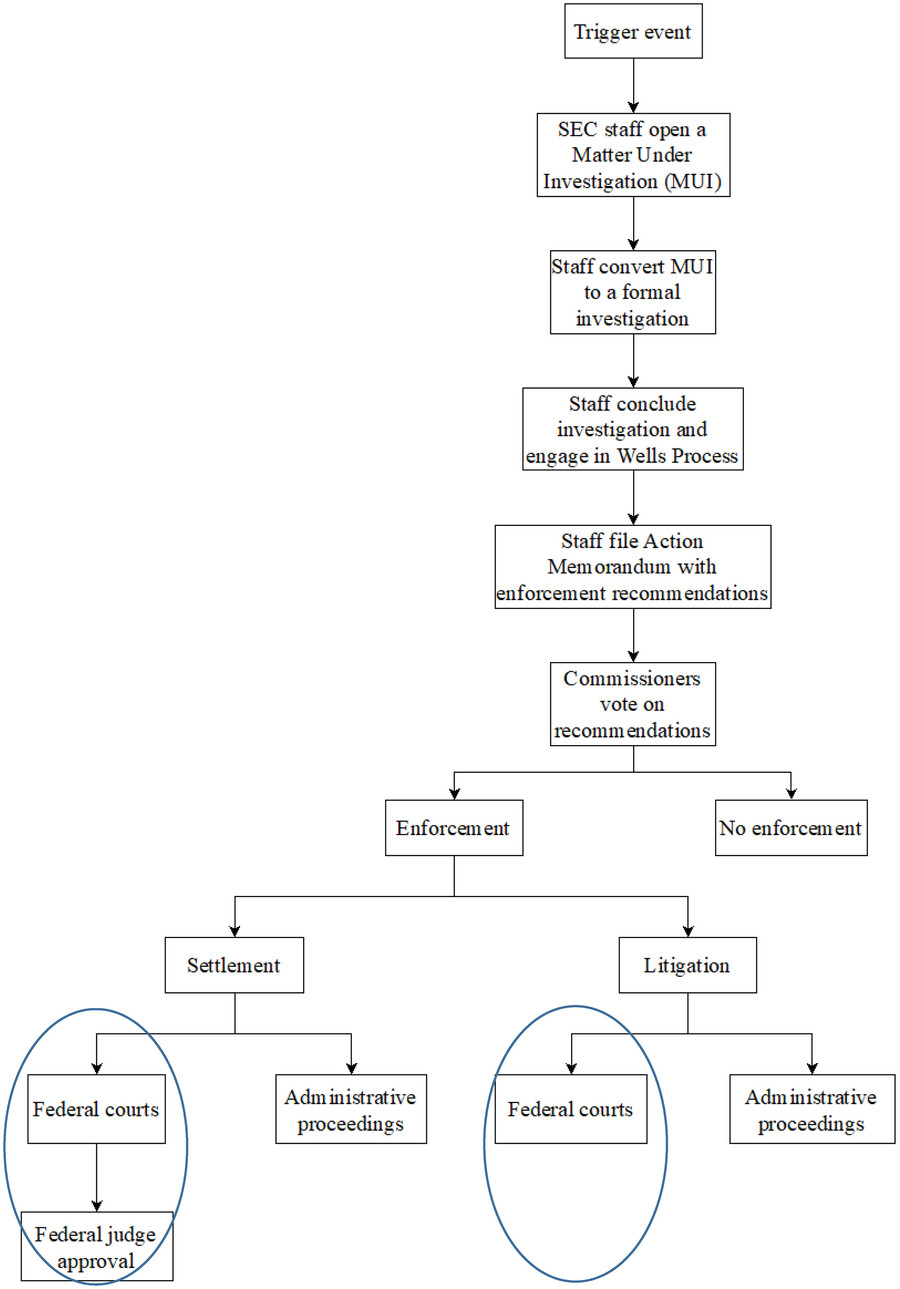 Trigger event
SEC staff open a
Matter Under
Investigation (MUI)
Staff convert MUI
to a formal
investigation
Staff conclude
investigation and
engage in Wells Process
Staff file Action
Memorandum with
enforcement recommendations
Commissioners
vote on
recommendations
Enforcement
No enforcement
Settlement
Litigation
Federal courts
Administrative
proceedings
Federal courts
Administrative
proceedings
Federal judge
approval